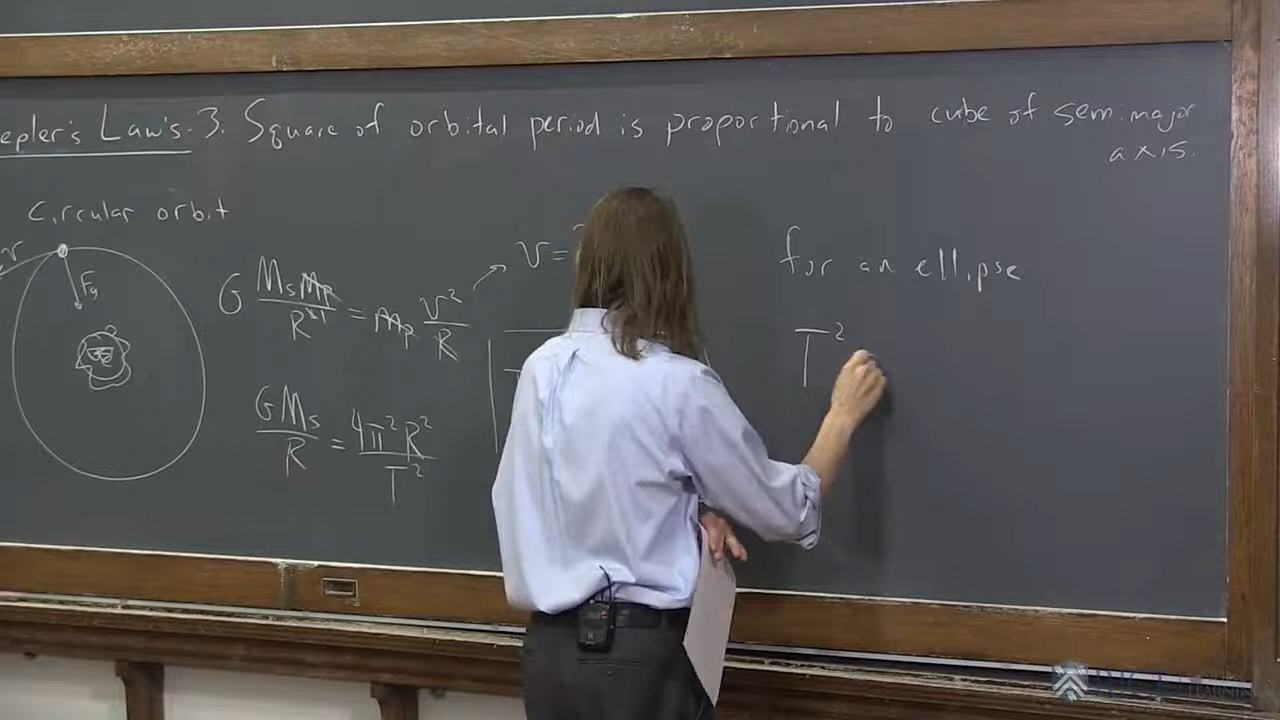 epler's Laws. 3. Square of orbital period is proportional to cube of semimajor
axis.
Circular orbit
v
Fg
G MsMp/R² = mp v²/R
v =
GMs/R = 4π²R²/T²
for an ellipse
T²